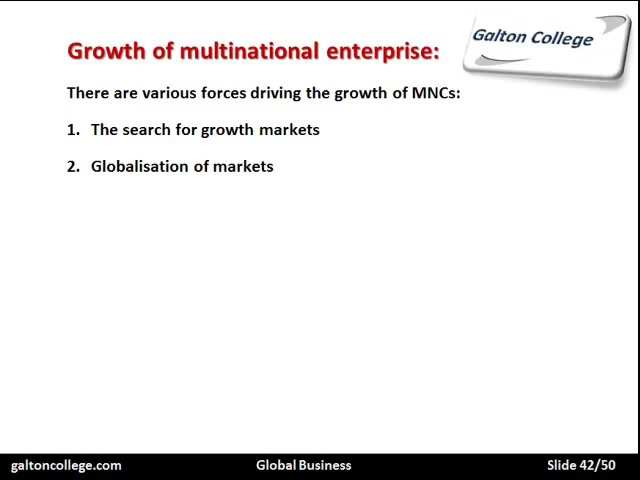 Growth of multinational enterprise:
Galton College
There are various forces driving the growth of MNCs:
1. The search for growth markets
2. Globalisation of markets
galtoncollege.com Global Business Slide 42/50